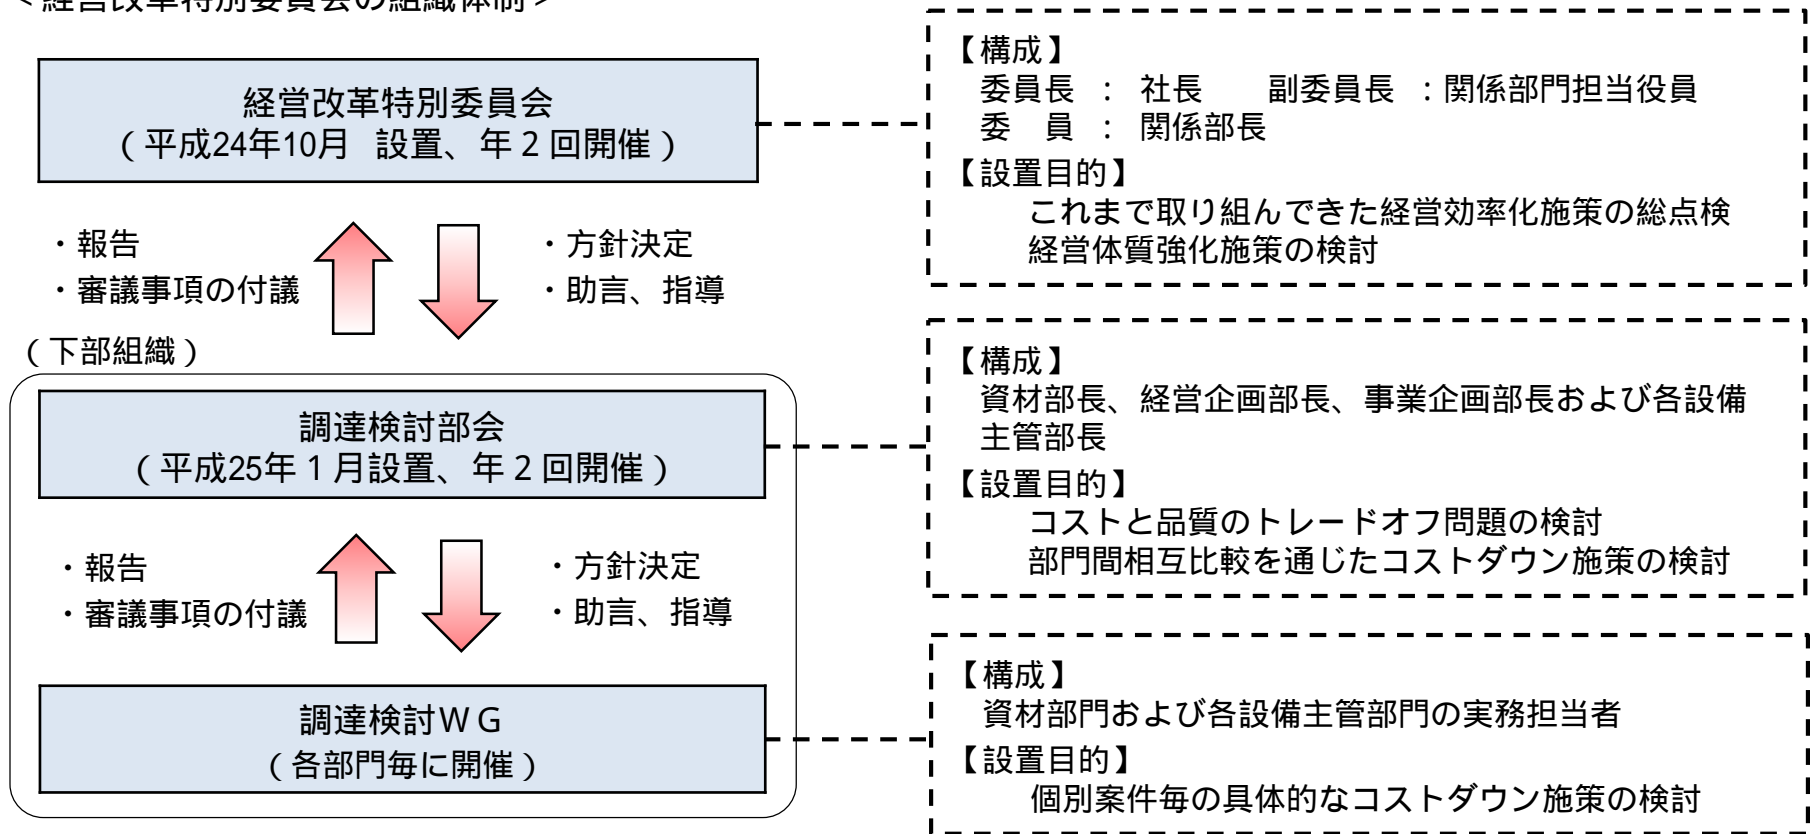 ＜経営改革特別委員会の組織体制＞
経営改革特別委員会
（平成24年10月 設置、年２回開催）
・報告
・審議事項の付議
・方針決定
・助言、指導
（下部組織）
調達検討部会
（平成25年１月設置、年２回開催）
・報告
・審議事項の付議
・方針決定
・助言、指導
調達検討ＷＧ
（各部門毎に開催）
【構成】
委員長 ： 社長　　副委員長 ：関係部門担当役員
委　員 ： 関係部長
【設置目的】
これまで取り組んできた経営効率化施策の総点検
経営体質強化施策の検討
【構成】
資材部長、経営企画部長、事業企画部長および各設備
主管部長
【設置目的】
コストと品質のトレードオフ問題の検討
部門間相互比較を通じたコストダウン施策の検討
【構成】
資材部門および各設備主管部門の実務担当者
【設置目的】
個別案件毎の具体的なコストダウン施策の検討